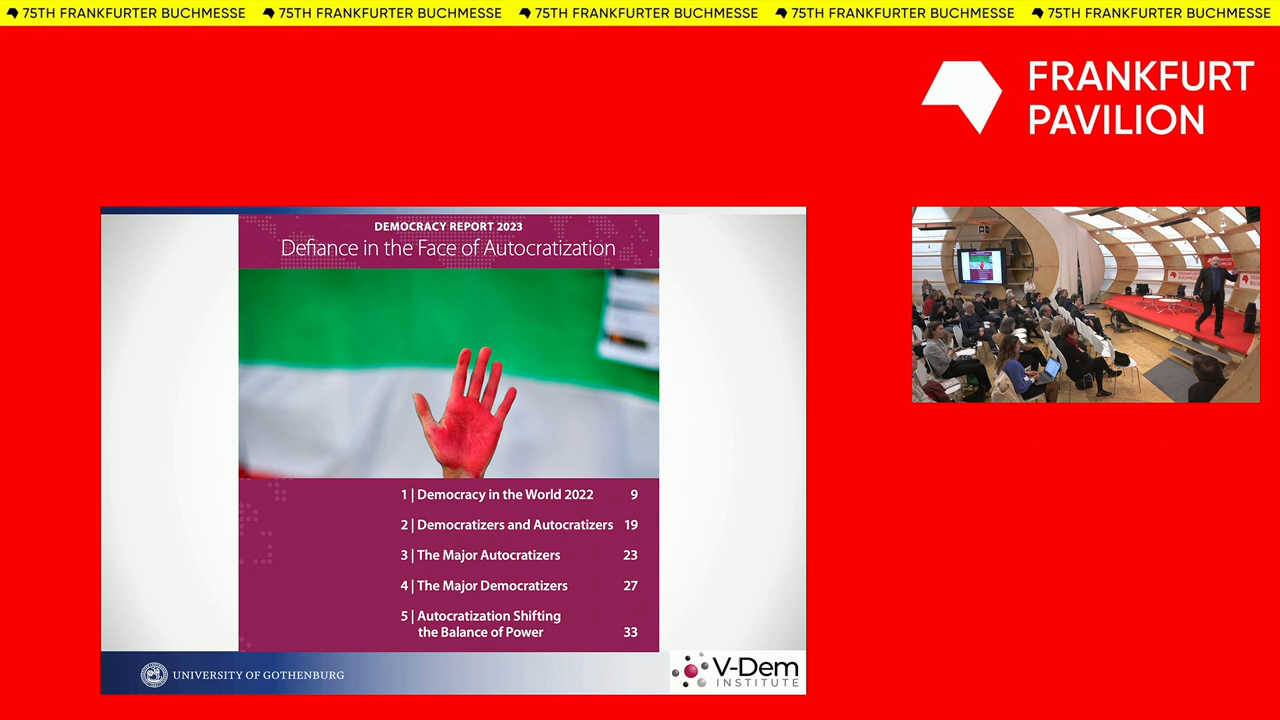 75TH FRANKFURTER BUCHMESSE 75TH FRANKFURTER BUCHMESSE 75TH FRANKFURTER BUCHMESSE 75TH FRANKFURTER BUCHMESSE 75TH FRANKFURTER BUCHMESSE
FRANKFURT
PAVILION
DEMOCRACY REPORT 2023
Defiance in the Face of Autocratization
1 | Democracy in the World 2022 9
2 | Democratizers and Autocratizers 19
3 | The Major Autocratizers 23
4 | The Major Democratizers 27
5 | Autocratization Shifting
the Balance of Power 33
UNIVERSITY OF GOTHENBURG
V-Dem
INSTITUTE